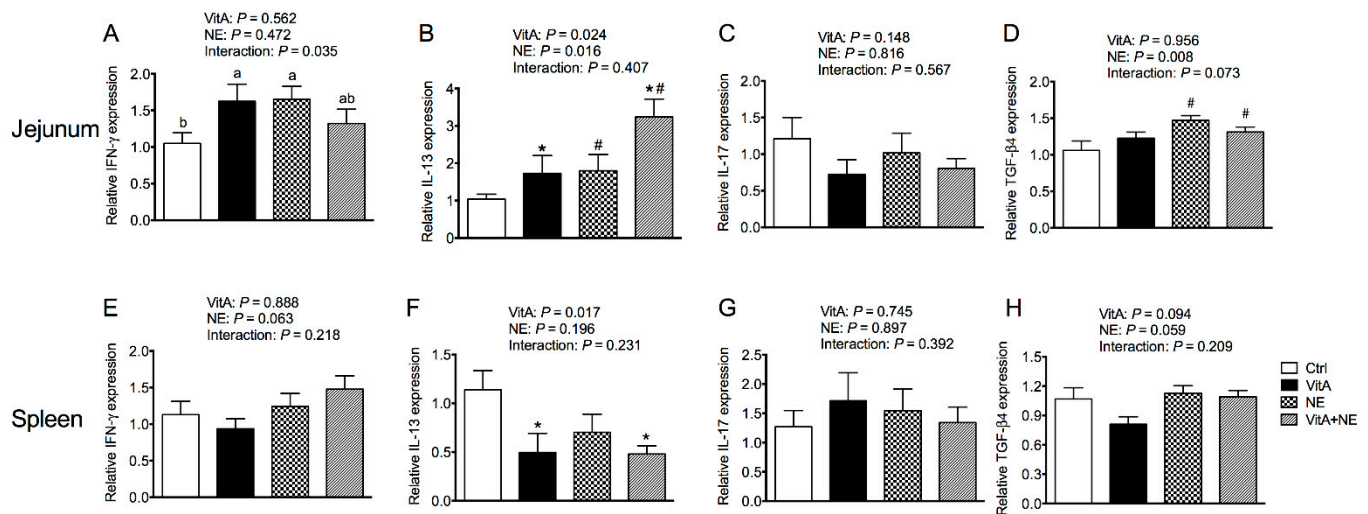 Jejunum
A
VitA: P = 0.562
NE: P = 0.472
Interaction: P = 0.035
Relative IFN-γ expression
2.0
1.5
1.0
0.5
0.0
b
a
a
ab
B
VitA: P = 0.024
NE: P = 0.016
Interaction: P = 0.407
Relative IL-13 expression
4
3
2
1
0
*
#
*#
C
VitA: P = 0.148
NE: P = 0.816
Interaction: P = 0.567
Relative IL-17 expression
2.0
1.5
1.0
0.5
0.0
D
VitA: P = 0.956
NE: P = 0.008
Interaction: P = 0.073
Relative TGF-β4 expression
2.0
1.5
1.0
0.5
0.0
#
#
Spleen
E
VitA: P = 0.888
NE: P = 0.063
Interaction: P = 0.218
Relative IFN-γ expression
2.0
1.5
1.0
0.5
0.0
F
VitA: P = 0.017
NE: P = 0.196
Interaction: P = 0.231
Relative IL-13 expression
1.5
1.0
0.5
0.0
*
*
G
VitA: P = 0.745
NE: P = 0.897
Interaction: P = 0.392
Relative IL-17 expression
2.5
2.0
1.5
1.0
0.5
0.0
H
VitA: P = 0.094
NE: P = 0.059
Interaction: P = 0.209
Relative TGF-β4 expression
1.5
1.2
0.9
0.6
0.3
0.0
Ctrl
VitA
NE
VitA+NE